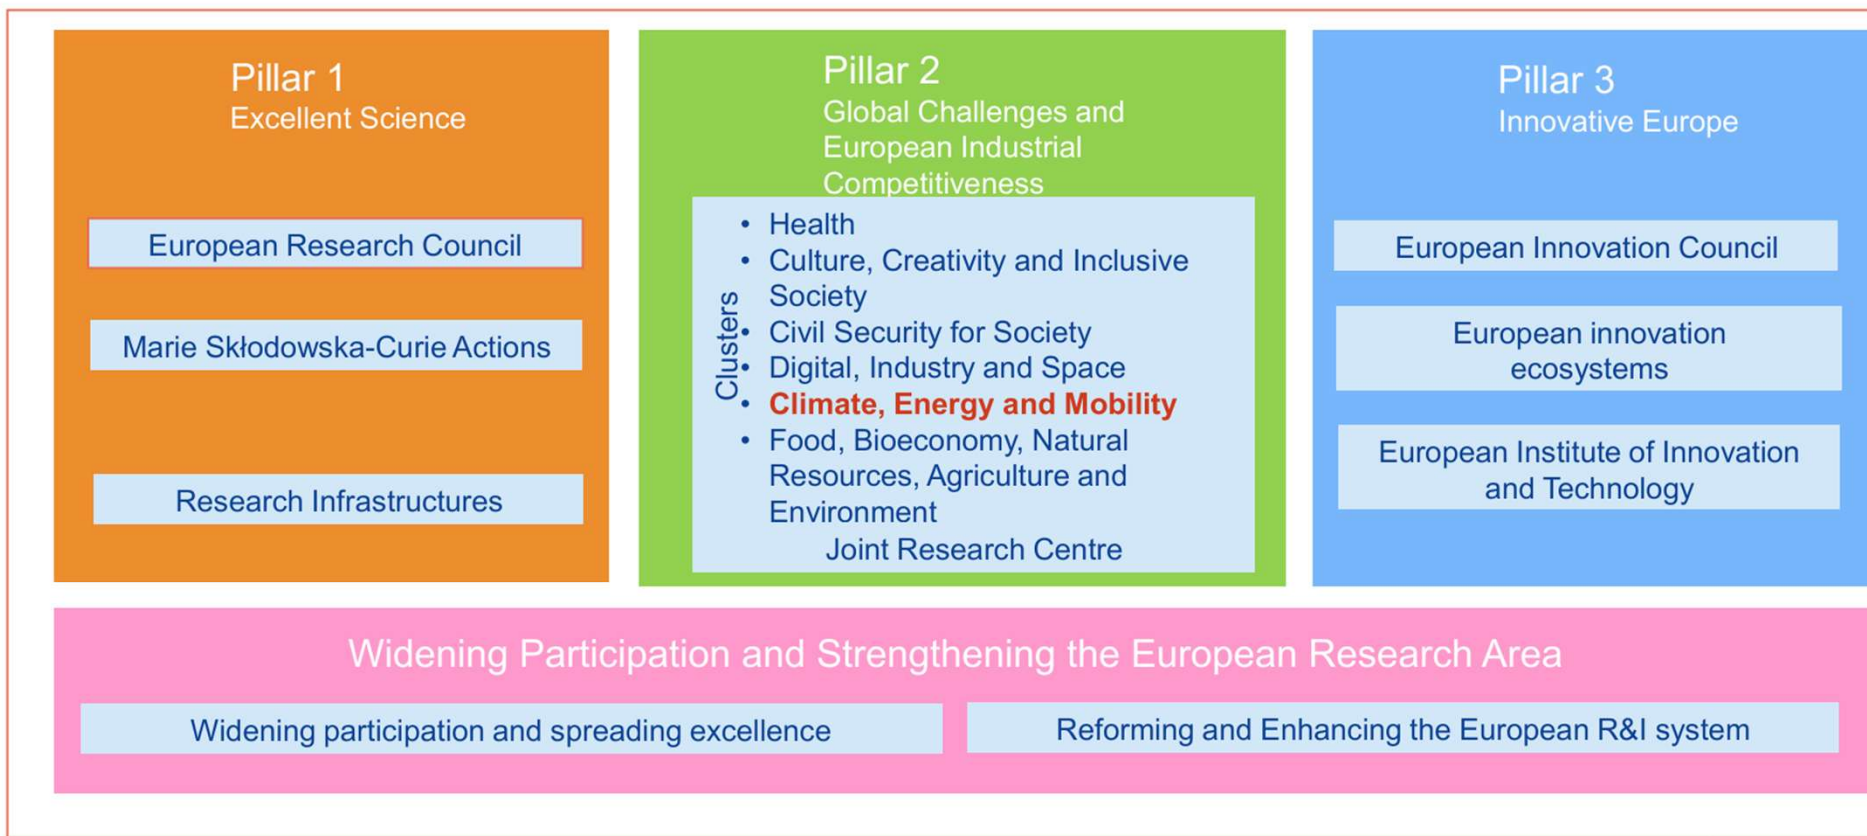 Pillar 1
Excellent Science
European Research Council
Marie Skłodowska-Curie Actions
Research Infrastructures
Pillar 2
Global Challenges and
European Industrial
Competitiveness
Clusters
• Health
• Culture, Creativity and Inclusive
Society
• Civil Security for Society
• Digital, Industry and Space
• Climate, Energy and Mobility
• Food, Bioeconomy, Natural
Resources, Agriculture and
Environment
Joint Research Centre
Pillar 3
Innovative Europe
European Innovation Council
European innovation
ecosystems
European Institute of Innovation
and Technology
Widening Participation and Strengthening the European Research Area
Widening participation and spreading excellence
Reforming and Enhancing the European R&I system